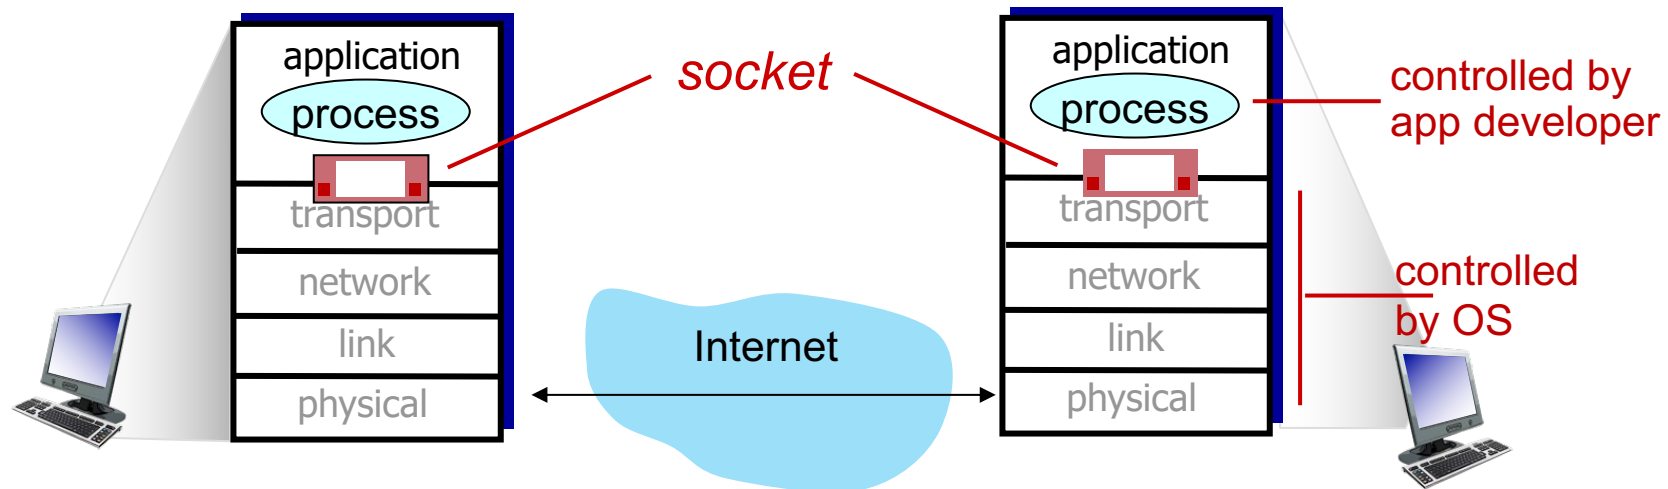 application
process
transport
network
link
physical
socket
Internet
application
process
transport
network
link
physical
controlled by
app developer
controlled
by OS